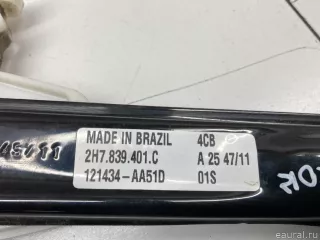 MADE IN BRAZIL 4CB
2H7.839.401.C A 25 47/11
121434-AA51D 01S
eaural.ru